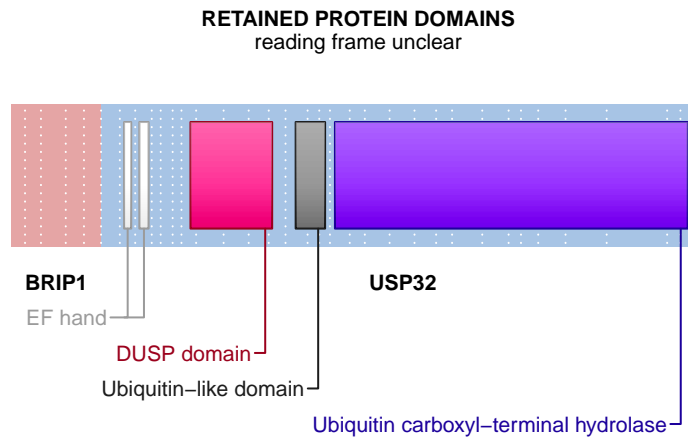 RETAINED PROTEIN DOMAINS
reading frame unclear
BRIP1
USP32
EF hand
DUSP domain
Ubiquitin−like domain
Ubiquitin carboxyl−terminal hydrolase